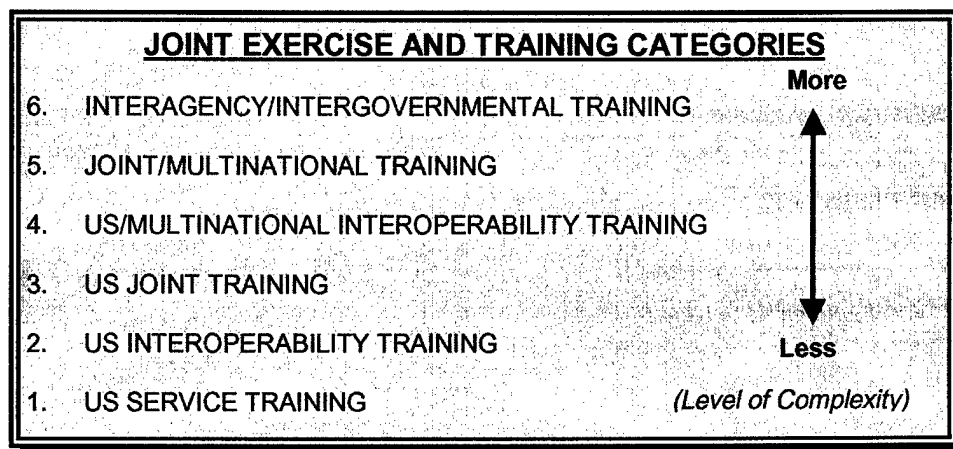 JOINT EXERCISE AND TRAINING CATEGORIES
More
6. INTERAGENCY/INTERGOVERNMENTAL TRAINING
5. JOINT/MULTINATIONAL TRAINING
4. US/MULTINATIONAL INTEROPERABILITY TRAINING
3. US JOINT TRAINING
2. US INTEROPERABILITY TRAINING
Less
1. US SERVICE TRAINING
(Level of Complexity)